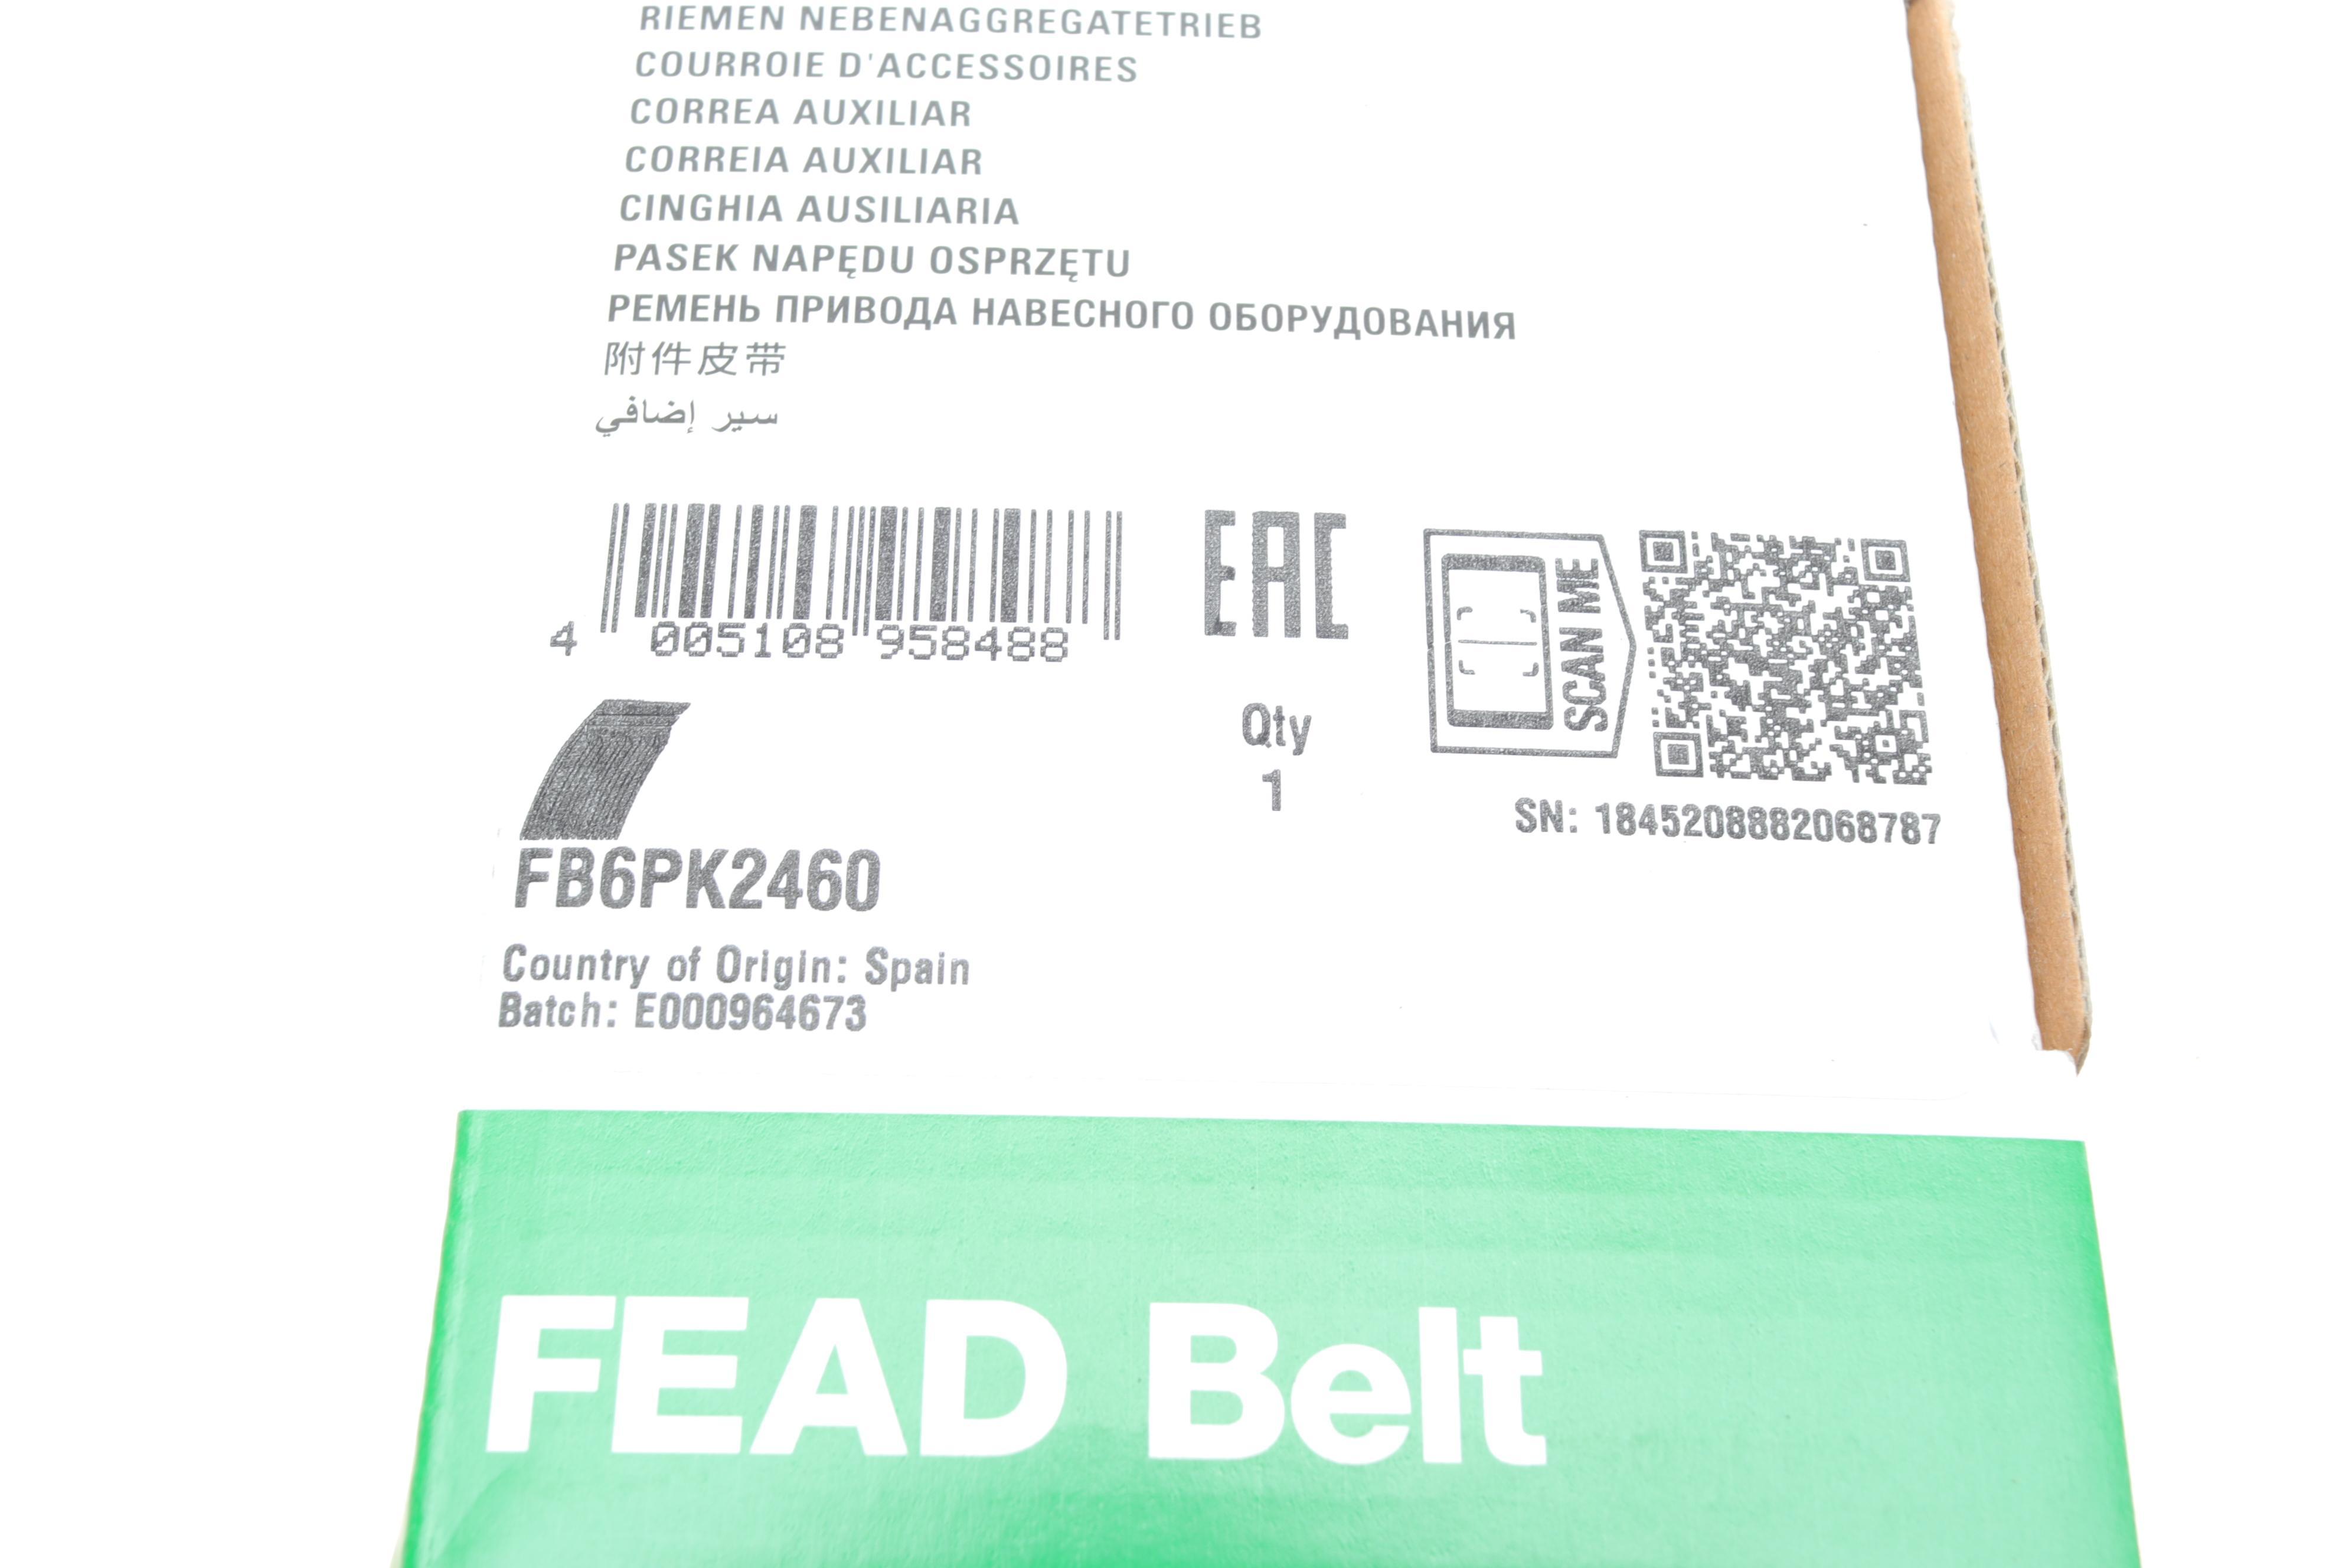 RIEMEN NEBENAGGREGATETRIEB
COURROIE D'ACCESSOIRES
CORREA AUXILIAR
CORREIA AUXILIAR
CINGHIA AUSILIARIA
PASEK NAPĘDU OSPRZĘTU
РЕМЕНЬ ПРИВОДА НАВЕСНОГО ОБОРУДОВАНИЯ
附件皮带
سير إضافي
4 005108 958488
EAC
SCAN ME
Qty
1
SN: 1845208882068787
FB6PK2460
Country of Origin: Spain
Batch: E000964673
FEAD Belt